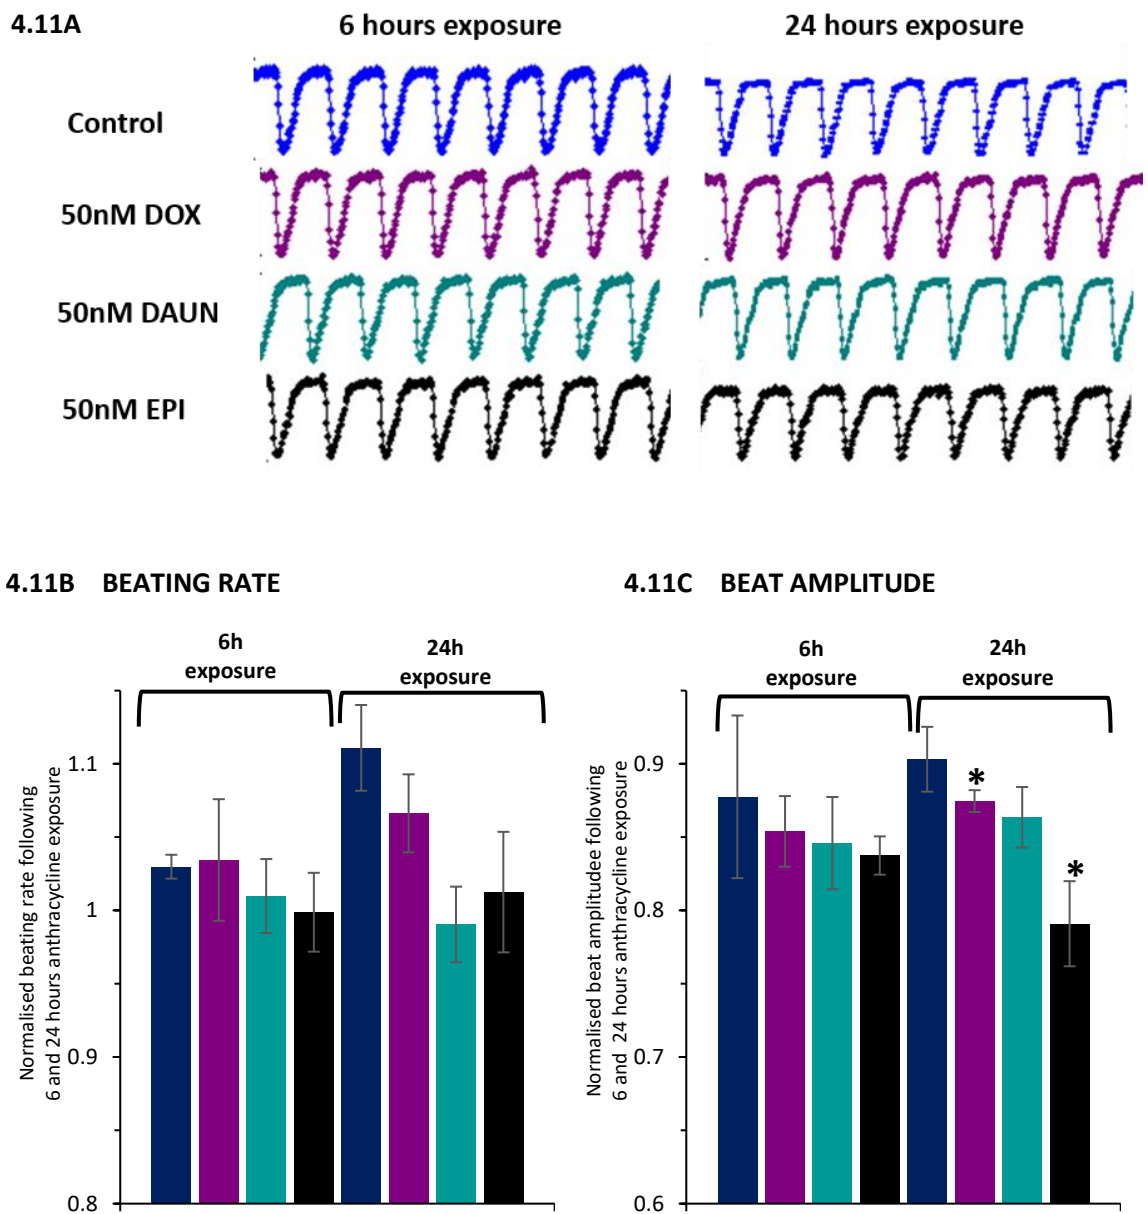 4.11A
6 hours exposure
24 hours exposure
Control
50nM DOX
50nM DAUN
50nM EPI
4.11B BEATING RATE
6h
exposure
24h
exposure
Normalised beating rate following
6 and 24 hours anthracycline exposure
1.1
1
0.9
0.8
4.11C BEAT AMPLITUDE
6h
exposure
24h
exposure
Normalised beat amplitudee following
6 and 24 hours anthracycline exposure
0.9
0.8
0.7
0.6
*
*